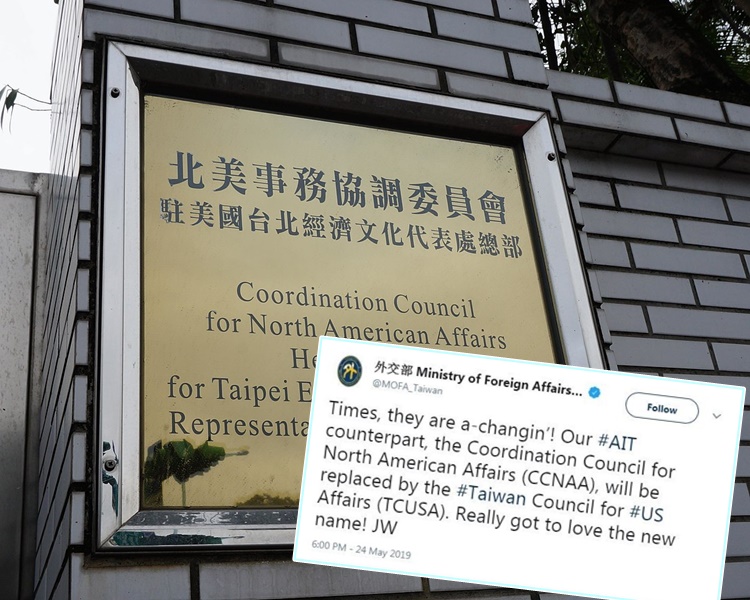 北美事務協調委員會
駐美國台北經濟文化代表處總部
Coordination Council
for North American Affairs
for Taipei
外交部 Ministry of Foreign Affairs...
@MOFA_Taiwan
Follow
Times, they are a-changin'! Our #AIT
counterpart, the Coordination Council for
North American Affairs (CCNAA), will be
replaced by the #Taiwan Council for #US
Affairs (TCUSA). Really got to love the new
name! JW
6:00 PM - 24 May 2019